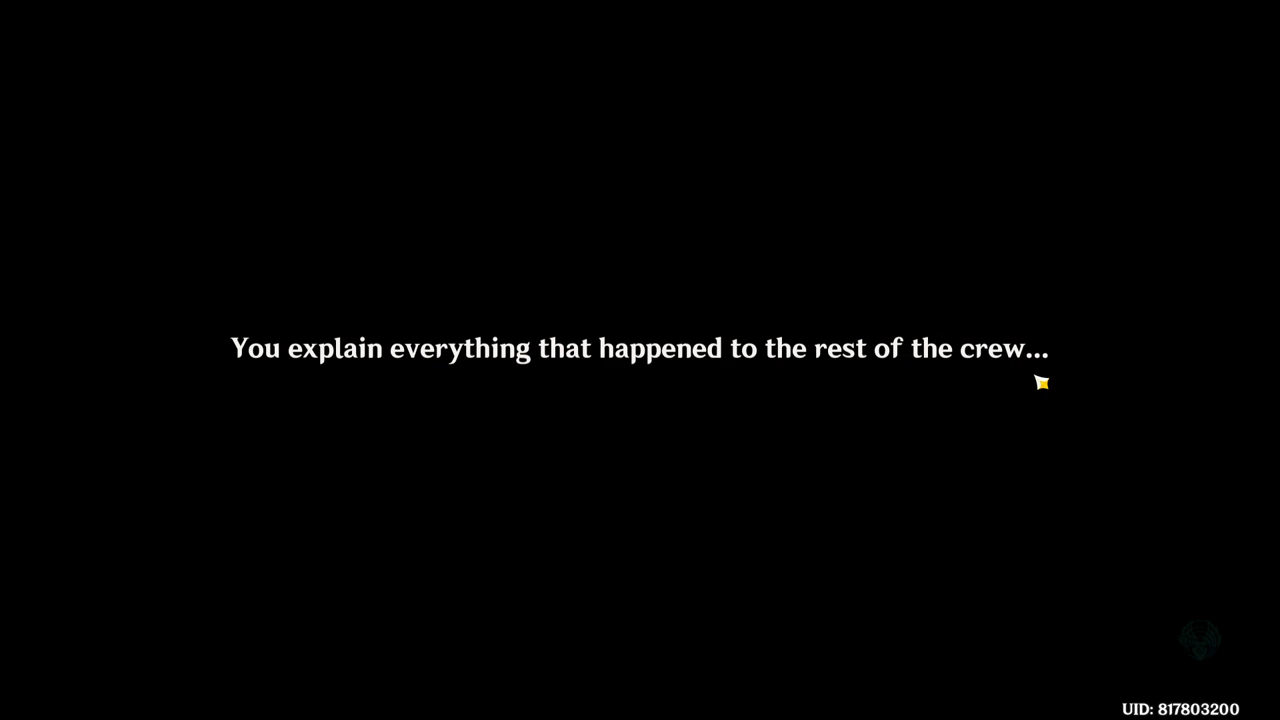 You explain everything that happened to the rest of the crew...
UID: 817803200